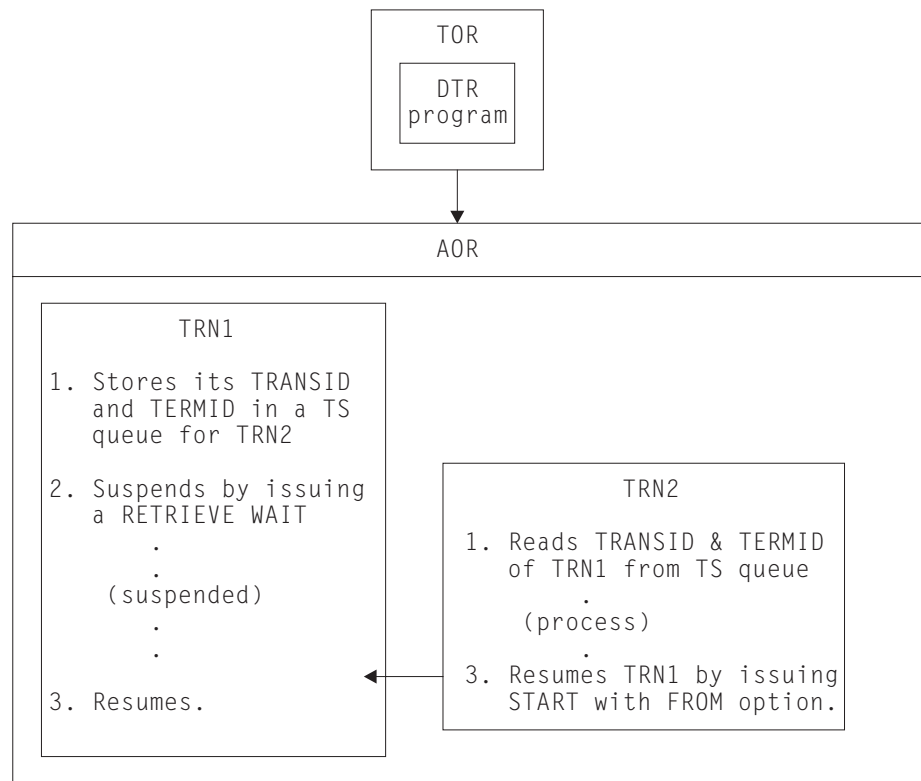 TOR
DTR
program
AOR
TRN1
1. Stores its TRANSID
and TERMID in a TS
queue for TRN2
2. Suspends by issuing
a RETRIEVE WAIT
.
.
(suspended)
.
.
3. Resumes.
TRN2
1. Reads TRANSID & TERMID
of TRN1 from TS queue
.
(process)
.
3. Resumes TRN1 by issuing
START with FROM option.